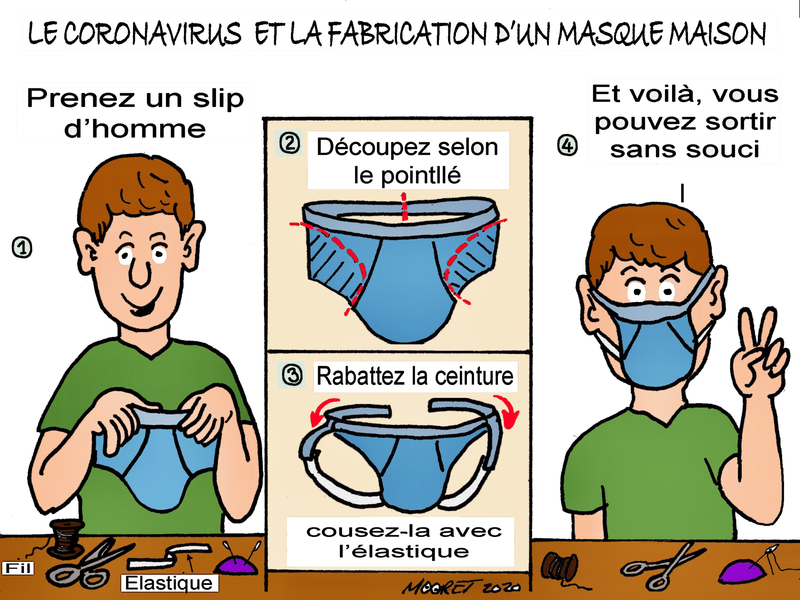 LE CORONAVIRUS ET LA FABRICATION D'UN MASQUE MAISON
Prenez un slip
d'homme
1
2
Découpez selon
le pointllé
3
Rabattez la ceinture
cousez-la avec
l'élastique
4
Et voilà, vous
pouvez sortir
sans souci
Fil
Elastique
MOGRET 2020